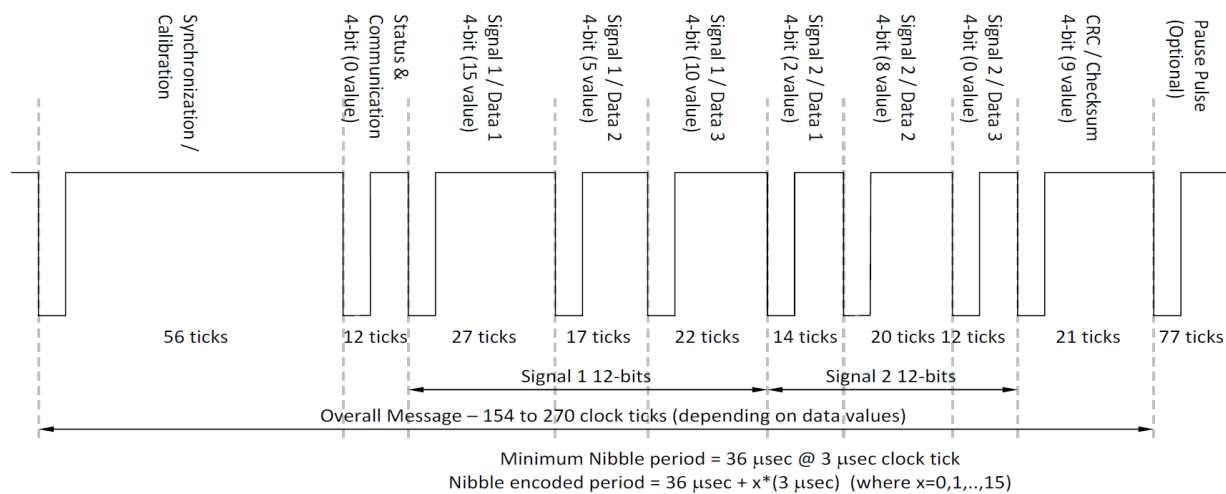 Synchronization /
Calibration
Status &
Communication
4-bit (0 value)
Signal 1 / Data 1
4-bit (15 value)
Signal 1 / Data 2
4-bit (5 value)
Signal 1 / Data 3
4-bit (10 value)
Signal 2 / Data 1
4-bit (2 value)
Signal 2 / Data 2
4-bit (8 value)
Signal 2 / Data 3
4-bit (0 value)
CRC / Checksum
4-bit (9 value)
Pause Pulse
(Optional)
56 ticks
12 ticks
27 ticks
17 ticks
22 ticks
14 ticks
20 ticks
12 ticks
21 ticks
77 ticks
Signal 1 12-bits
Signal 2 12-bits
Overall Message – 154 to 270 clock ticks (depending on data values)
Minimum Nibble period = 36 μsec @ 3 μsec clock tick
Nibble encoded period = 36 μsec + x*(3 μsec) (where x=0,1,..,15)